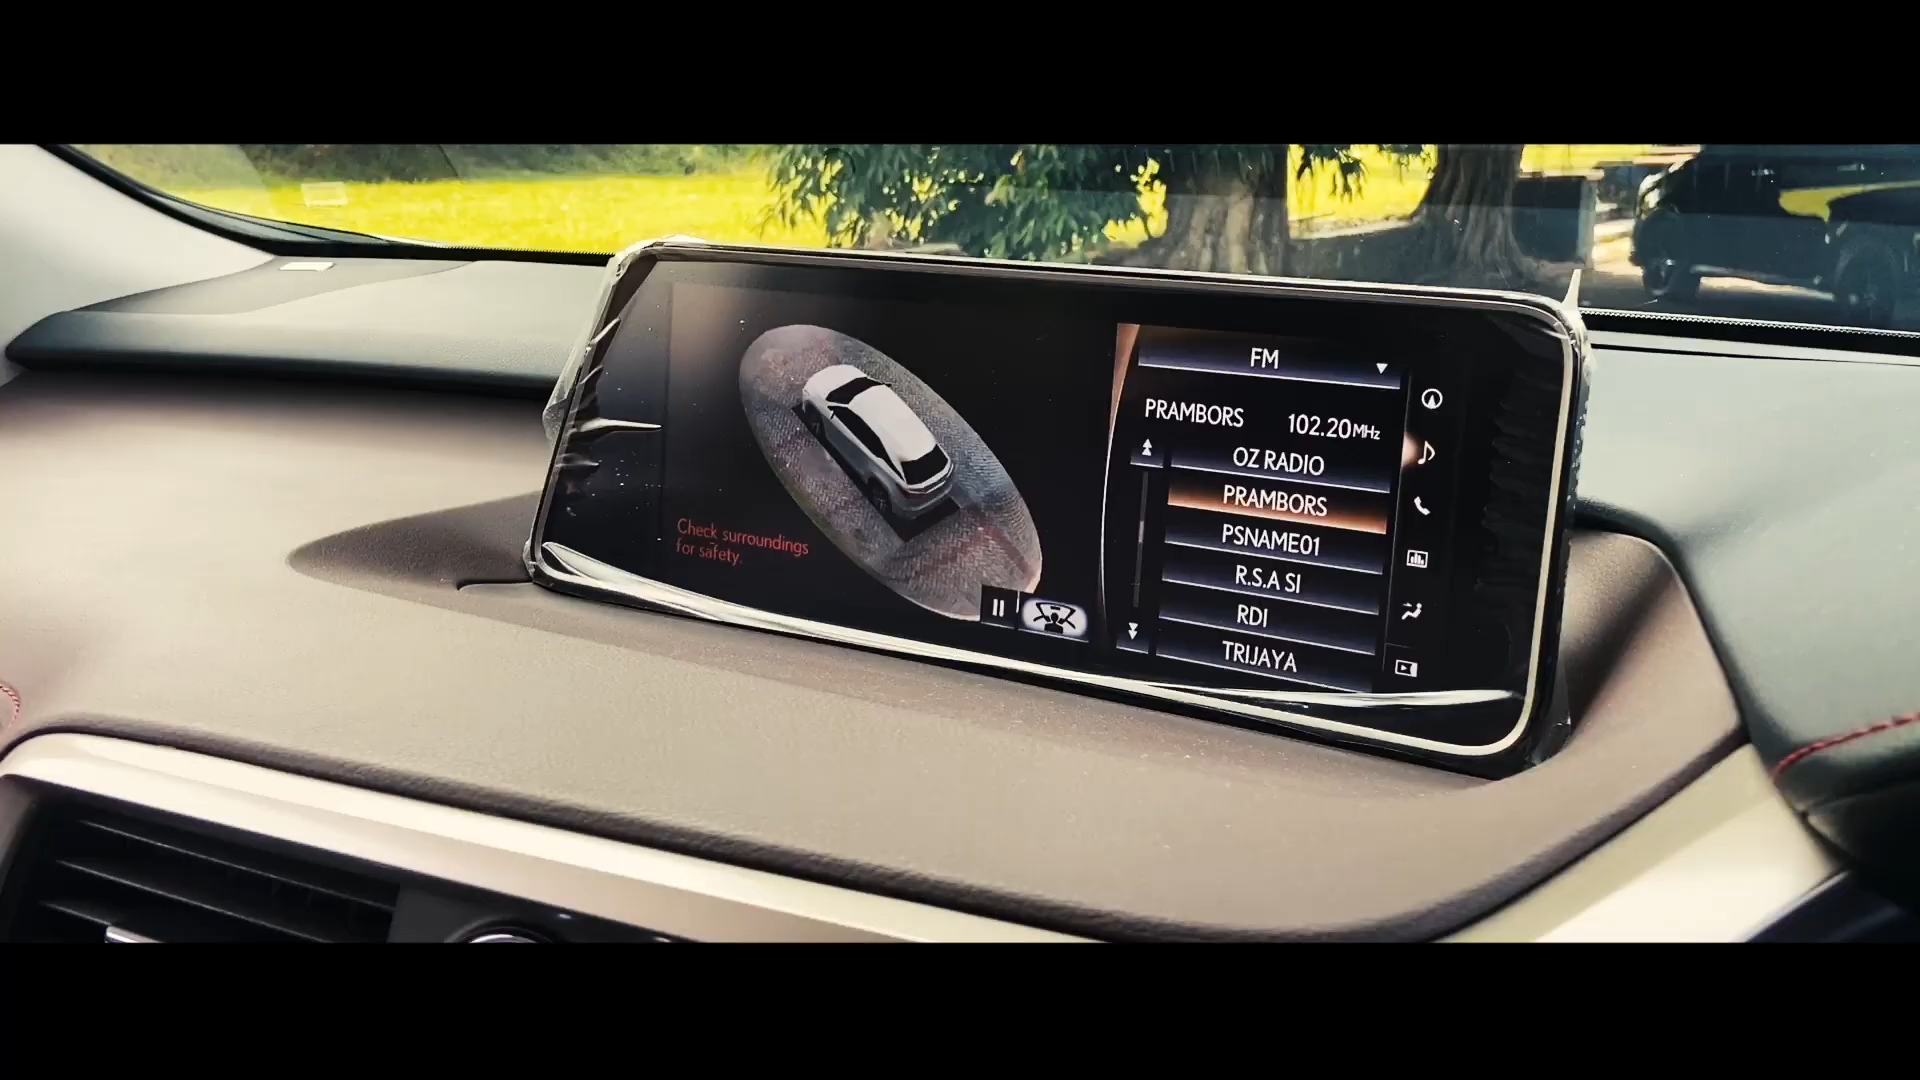 Check surroundings
for safety.
FM
PRAMBORS 102.20MHz
OZ RADIO
PRAMBORS
PSNAME01
R.S.A SI
RDI
TRIJAYA